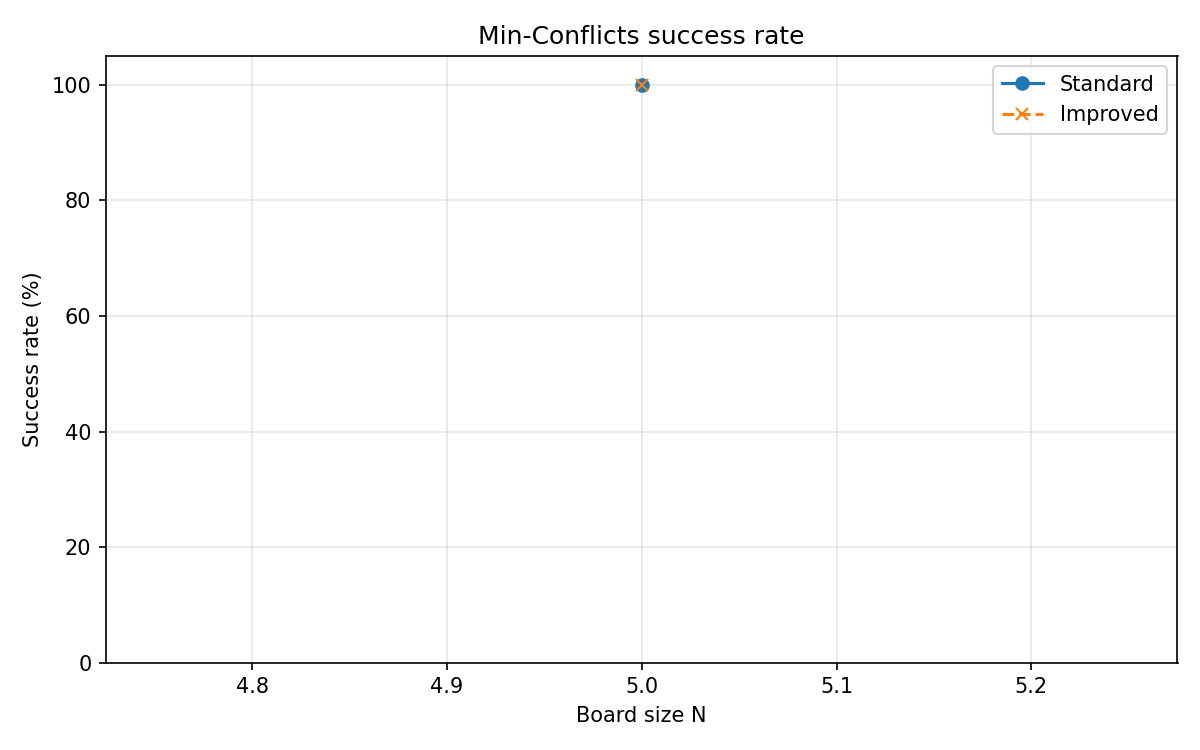 Min-Conflicts success rate
Standard
Improved
100
80
60
40
20
0
Success rate (%)
4.8 4.9 5.0 5.1 5.2
Board size N